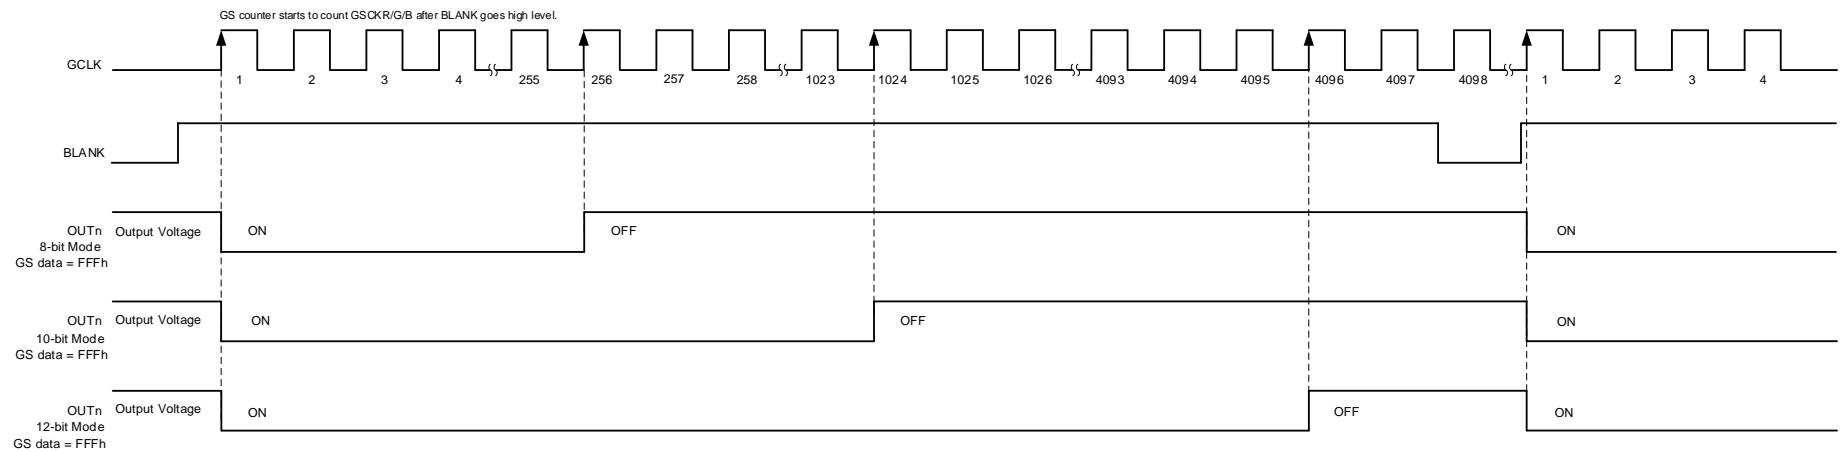 GS counter starts to count GSCKR/G/B after BLANK goes high level.
GCLK
1 2 3 4 255 256 257 258 1023 1024 1025 1026 4093 4094 4095 4096 4097 4098 1 2 3 4
BLANK
OUTn
8-bit Mode
GS data = FFFh
Output Voltage ON OFF ON
OUTn
10-bit Mode
GS data = FFFh
Output Voltage ON OFF ON
OUTn
12-bit Mode
GS data = FFFh
Output Voltage ON OFF ON